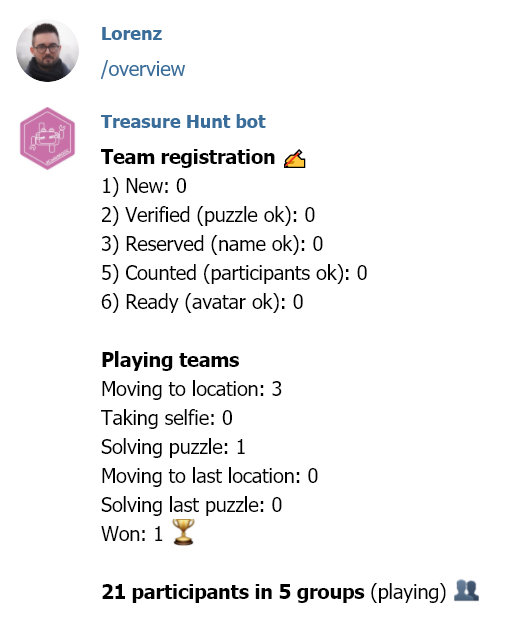 Lorenz
/overview
Treasure Hunt bot
Team registration ✍
1) New: 0
2) Verified (puzzle ok): 0
3) Reserved (name ok): 0
5) Counted (participants ok): 0
6) Ready (avatar ok): 0
Playing teams
Moving to location: 3
Taking selfie: 0
Solving puzzle: 1
Moving to last location: 0
Solving last puzzle: 0
Won: 1 🏆
21 participants in 5 groups (playing) 👥